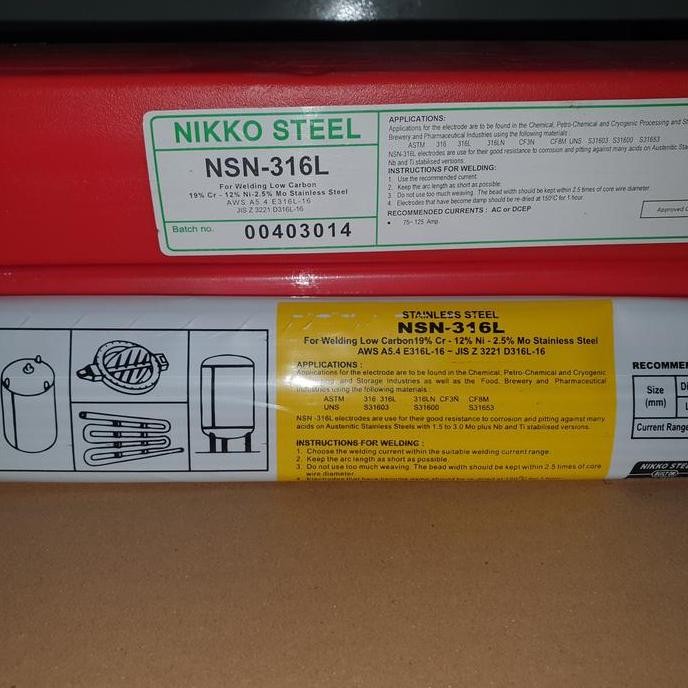 NIKKO STEEL
NSN-316L
For Welding Low Carbon
19% Cr - 12% Ni-2.5% Mo Stainless Steel
AWS A5.4 E316L-16
JIS Z 3221 D316L-16
Batch no. 00403014
APPLICATIONS:
Applications for the electrode are to be found in the Chemical, Petro-Chemical and Cryogenic Processing and
Brewery and Pharmaceutical Industries using the following materials :
ASTM 316 316L 316LN CF3N CF8M UNS S31603 S31600 S31653
NSN-316L electrodes are use for their good resistance to corrosion and pitting against many acids on Austenitic
Nb and Ti stabilised versions.
INSTRUCTIONS FOR WELDING:
1. Use the recommended current.
2. Keep the arc length as short as possible.
3. Do not use too much weaving. The bead width should be kept within 2.5 times of core wire diameter.
4. Electrodes that have become damp should be re-dried at 150°C for 1 hour.
RECOMMENDED CURRENTS : AC or DCEP
• 75-125 Amp.
Approved
STAINLESS STEEL
NSN-316L
For Welding Low Carbon19% Cr - 12% Ni - 2.5% Mo Stainless Steel
AWS A5.4 E316L-16 - JIS Z 3221 D316L-16
APPLICATIONS :
Applications for the electrode are to be found in the Chemical, Petro-Chemical and Cryogenic
and Storage Industries as well as the Food, Brewery and Pharmaceutical
Industries using the following materials :
ASTM 316 316L 316LN CF3N CF8M
UNS S31603 S31600 S31653
NSN -316L electrodes are use for their good resistance to corrosion and pitting against many
acids on Austenitic Stainless Steels with 1.5 to 3.0 Mo plus Nb and Ti stabilised versions.
INSTRUCTIONS FOR WELDING :
1. Choose the welding current within the suitable welding current range.
2. Keep the arc length as short as possible.
3. Do not use too much weaving. The bead width should be kept within 2.5 times of core
wire diameter.
RECOMMEN
Size
(mm)
Current Range
NIKKO STEEL